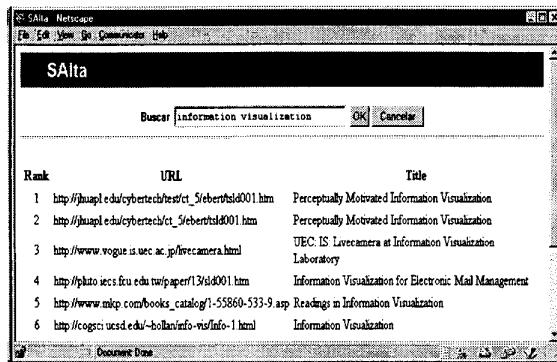 SAlta Netscape
File Edit View Go Communicator Help
SAlta
Buscar information visualization OK Cancelar
Rank URL Title
1 http://jhuapl.edu/cybertech/test/ct_5/ebert/tsld001.htm Perceptually Motivated Information Visualization
2 http://jhuapl.edu/cybertech/ct_5/ebert/tsld001.htm Perceptually Motivated Information Visualization
3 http://www.vogue.is.uec.ac.jp/livecamera.html UEC: IS: Livecamera at Information Visualization
Laboratory
4 http://pluto.iecs.fcu.edu.tw/paper/13/sld001.htm Information Visualization for Electronic Mail Management
5 http://www.mkp.com/books_catalog/1-55860-533-9.asp Readings in Information Visualization
6 http://cogsci.ucsd.edu/~hollan/info-vis/Info-1.html Information Visualization
Document Done